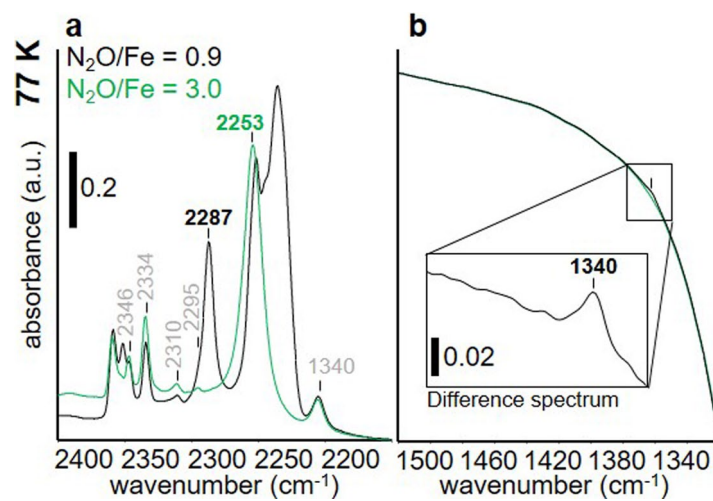 a
b
77 K
N₂O/Fe = 0.9
N₂O/Fe = 3.0
2253
0.2
2287
2346
2334
2310
2295
1340
absorbance (a.u.)
2400 2350 2300 2250 2200
wavenumber (cm⁻¹)
1340
0.02
Difference spectrum
1500 1460 1420 1380 1340
wavenumber (cm⁻¹)